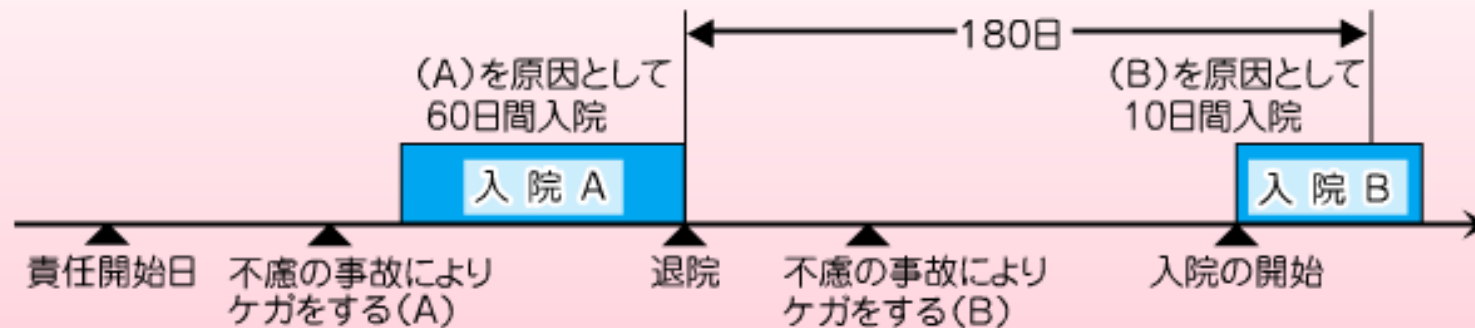 180日
(A)を原因として
60日間入院
(B)を原因として
10日間入院
入院A
入院B
責任開始日
不慮の事故により
ケガをする(A)
退院
不慮の事故により
ケガをする(B)
入院の開始